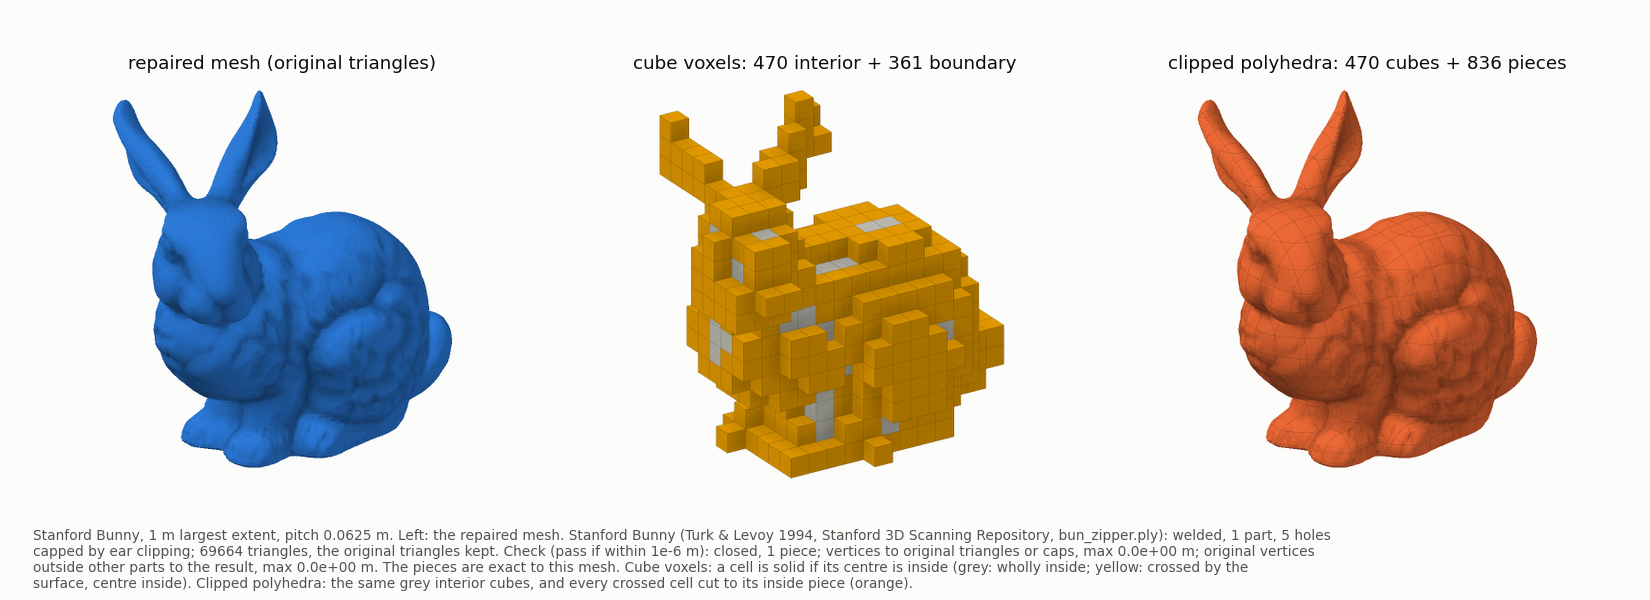 repaired mesh (original triangles)
cube voxels: 470 interior + 361 boundary
clipped polyhedra: 470 cubes + 836 pieces
Stanford Bunny, 1 m largest extent, pitch 0.0625 m. Left: the repaired mesh. Stanford Bunny (Turk & Levoy 1994, Stanford 3D Scanning Repository, bun_zipper.ply): welded, 1 part, 5 holes
capped by ear clipping; 69664 triangles, the original triangles kept. Check (pass if within 1e-6 m): closed, 1 piece; vertices to original triangles or caps, max 0.0e+00 m; original vertices
outside other parts to the result, max 0.0e+00 m. The pieces are exact to this mesh. Cube voxels: a cell is solid if its centre is inside (grey: wholly inside; yellow: crossed by the
surface, centre inside). Clipped polyhedra: the same grey interior cubes, and every crossed cell cut to its inside piece (orange).